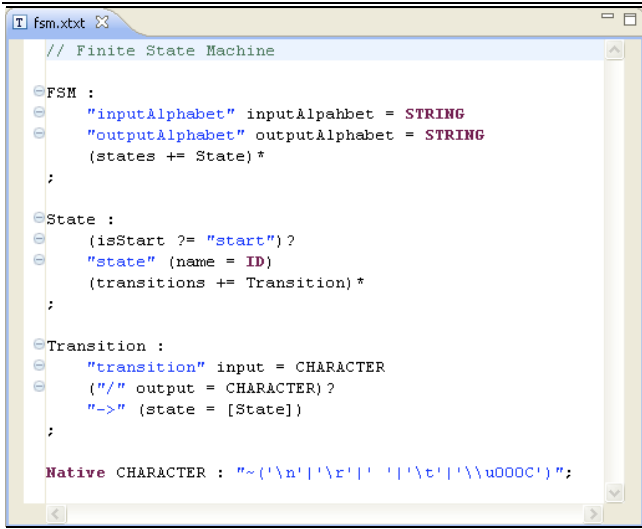 fsm.xtxt
// Finite State Machine
FSM :
"inputAlphabet" inputAlpahbet = STRING
"outputAlphabet" outputAlphabet = STRING
(states += State)*
;
State :
(isStart ?= "start")?
"state" (name = ID)
(transitions += Transition)*
;
Transition :
"transition" input = CHARACTER
("/" output = CHARACTER)?
"->" (state = [State])
;
Native CHARACTER : "~('\n'|'\r'|' '|'\t'|'\\u000C')";